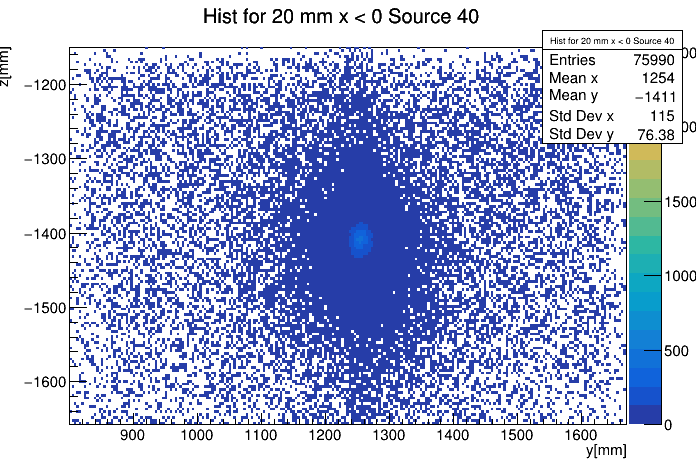 Hist for 20 mm x < 0 Source 40
z[mm]
Hist for 20 mm x < 0 Source 40
Entries 75990
Mean x 1254
Mean y −1411
Std Dev x 115
Std Dev y 76.38
−1200
−1300
−1400
−1500
−1600
1500
1000
500
0
900 1000 1100 1200 1300 1400 1500 1600
y[mm]